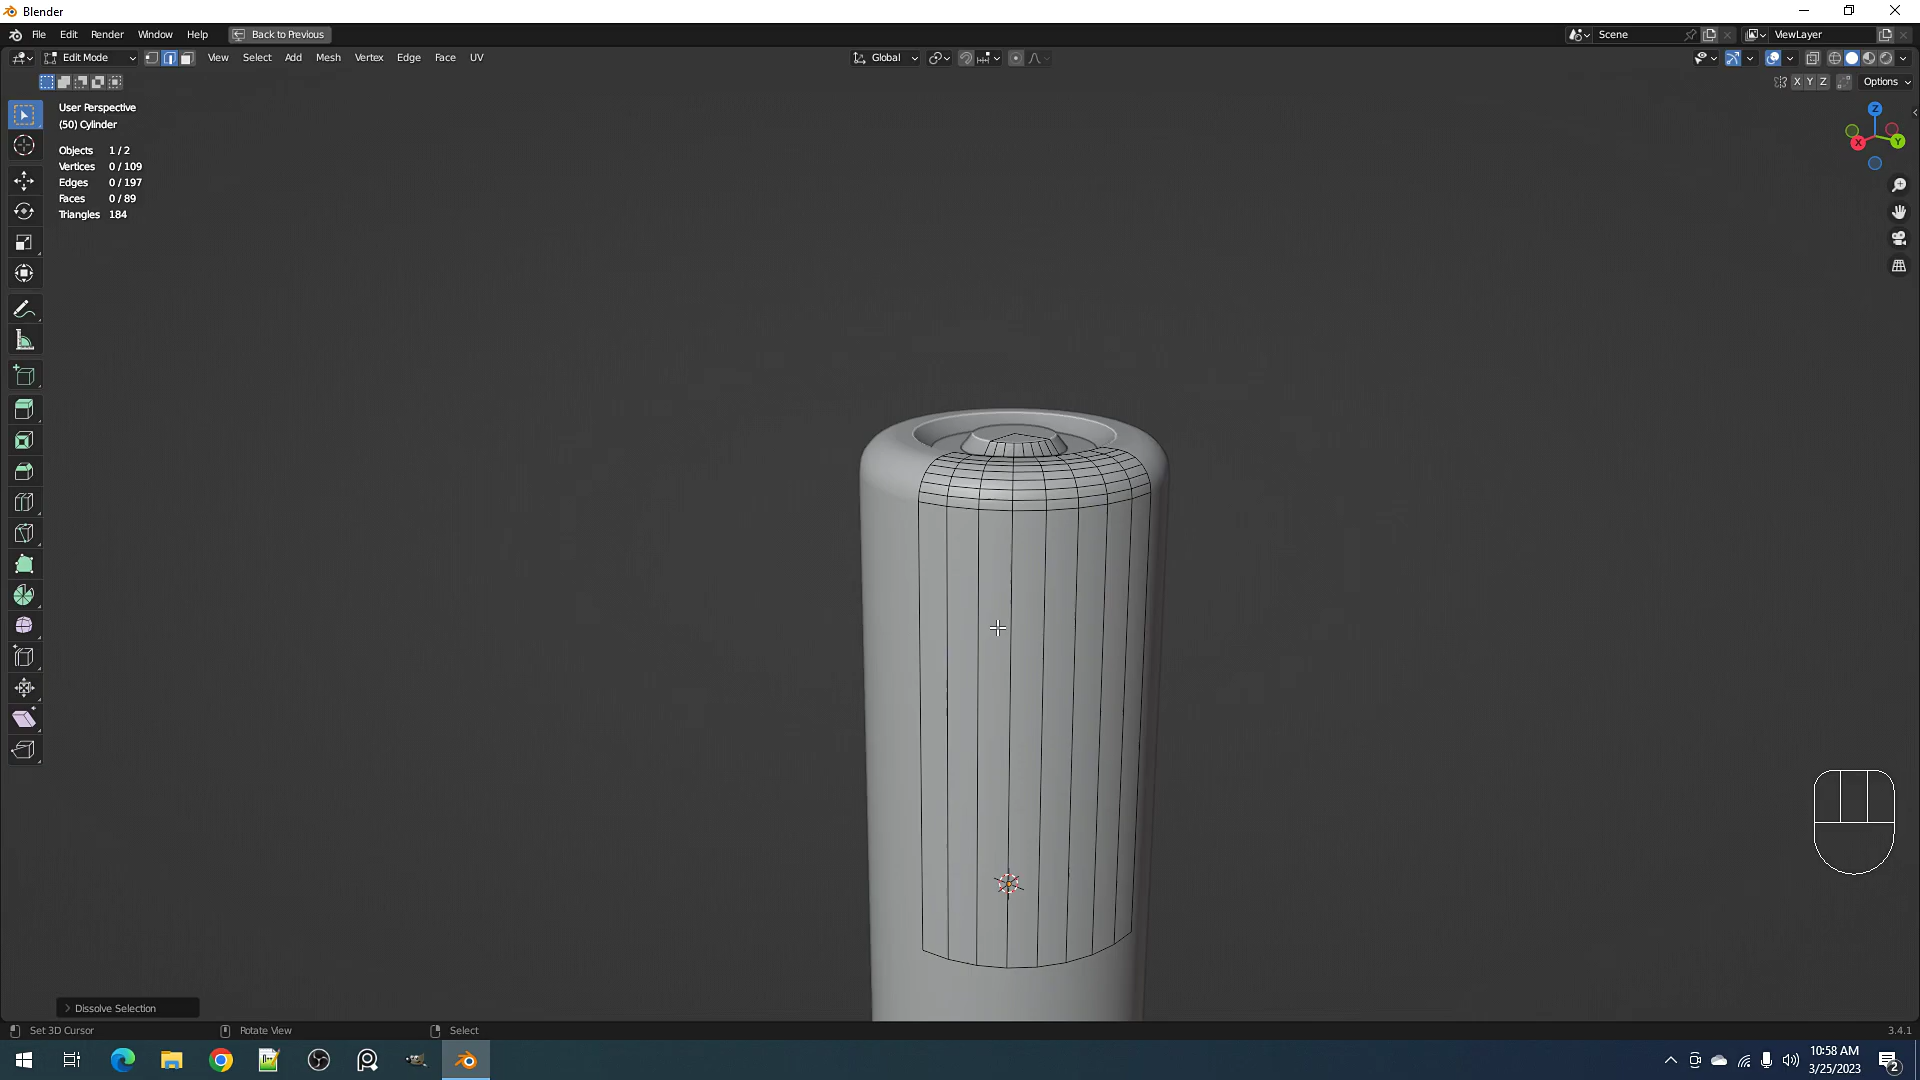 Blender
File Edit Render Window Help Back to Previous Scene ViewLayer
Edit Mode View Select Add Mesh Vertex Edge Face UV Global
X Y Z Options
User Perspective
(50) Cylinder
Objects 1 / 2
Vertices 0 / 109
Edges 0 / 197
Faces 0 / 89
Triangles 184
Z
X Y
Dissolve Selection
Set 3D Cursor Rotate View Select 3.4.1
10:58 AM
3/25/2023
2